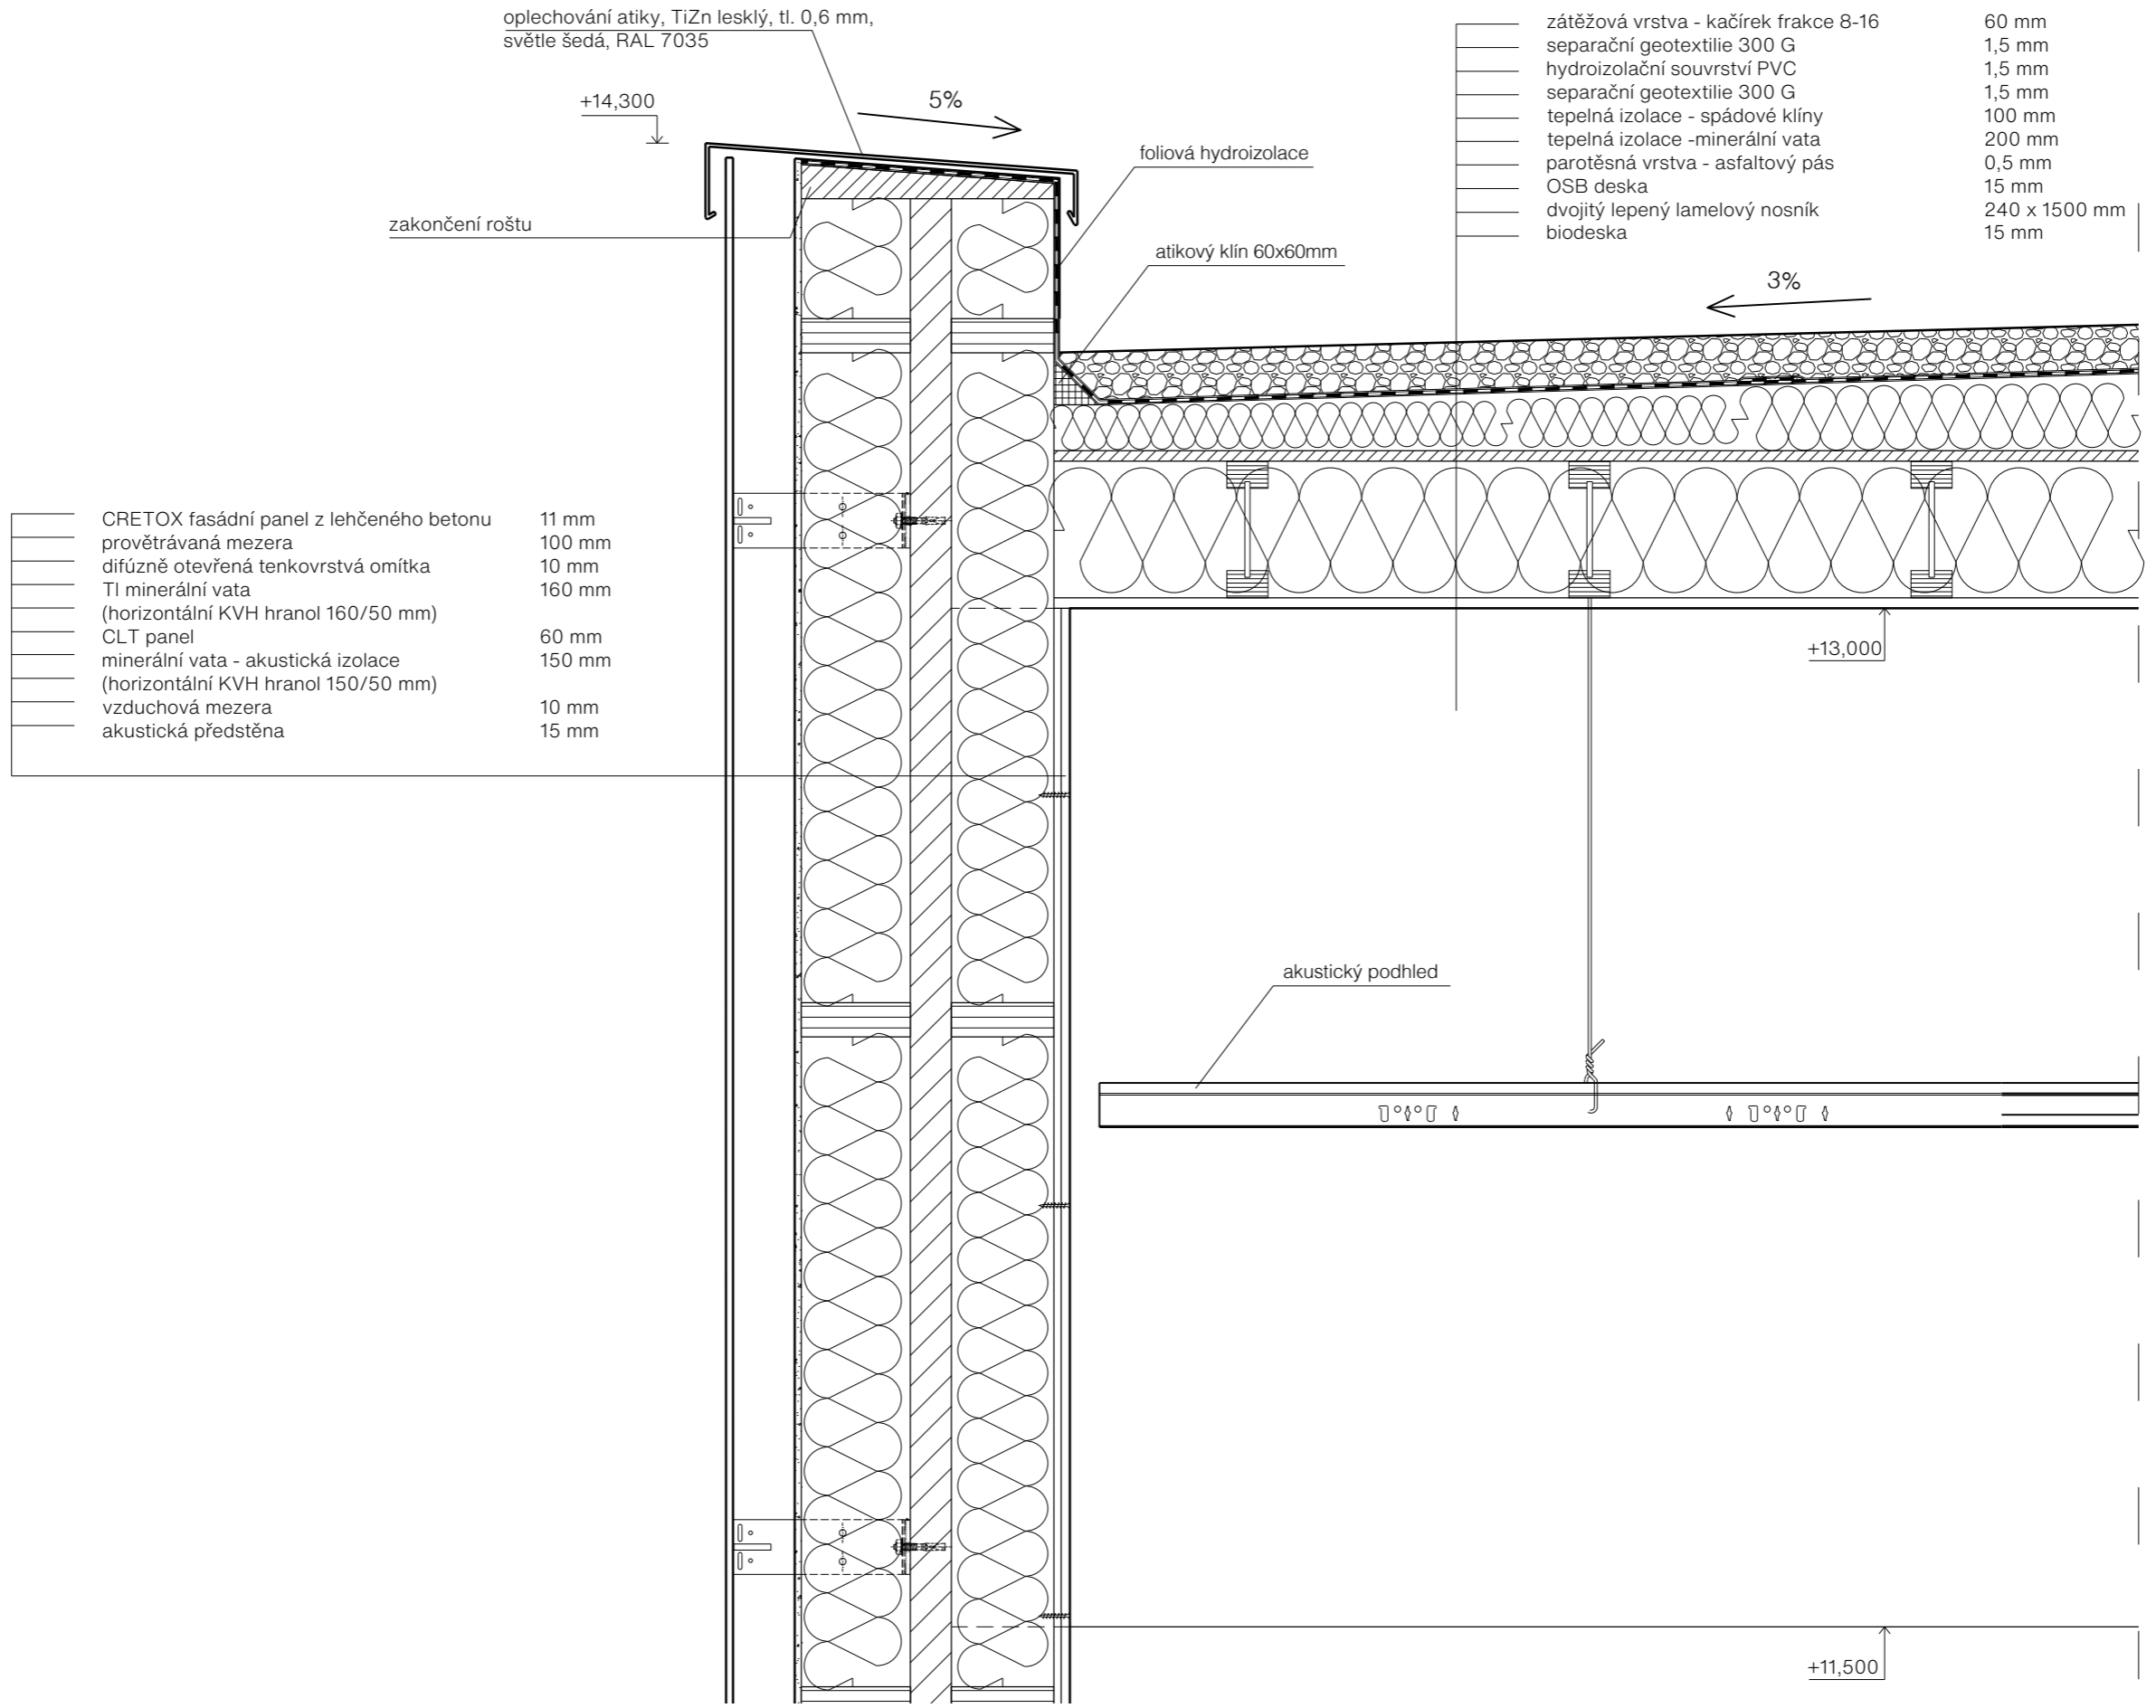 oplechování atiky, TiZn lesklý, tl. 0,6 mm,
světle šedá, RAL 7035
+14,300
5%
foliová hydroizolace
zakončení roštu
atikový klín 60x60mm
zátěžová vrstva - kačírek frakce 8-16 60 mm
separační geotextilie 300 G 1,5 mm
hydroizolační souvrství PVC 1,5 mm
separační geotextilie 300 G 1,5 mm
tepelná izolace - spádové klíny 100 mm
tepelná izolace -minerální vata 200 mm
parotěsná vrstva - asfaltový pás 0,5 mm
OSB deska 15 mm
dvojitý lepený lamelový nosník 240 x 1500 mm
biodeska 15 mm
3%
CRETOX fasádní panel z lehčeného betonu 11 mm
provětrávaná mezera 100 mm
difúzně otevřená tenkovrstvá omítka 10 mm
TI minerální vata 160 mm
(horizontální KVH hranol 160/50 mm)
CLT panel 60 mm
minerální vata - akustická izolace 150 mm
(horizontální KVH hranol 150/50 mm)
vzduchová mezera 10 mm
akustická předstěna 15 mm
+13,000
akustický podhled
+11,500